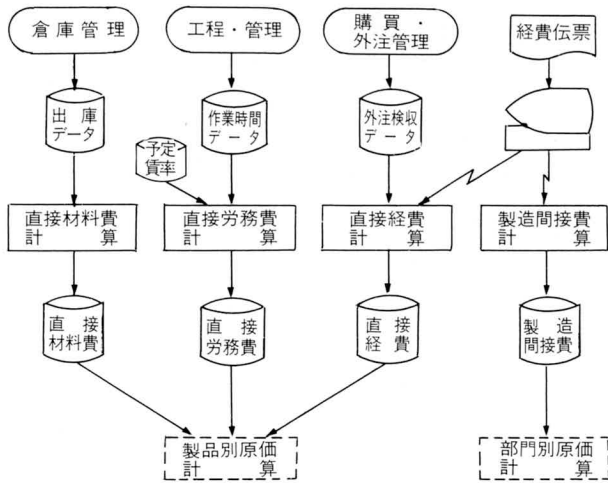 倉庫管理
工程・管理
購買・
外注管理
経費伝票
出庫
データ
作業時間
データ
外注検収
データ
予定
賃率
直接材料費
計算
直接労務費
計算
直接経費
計算
製造間接費
計算
直接
材料費
直接
労務費
直接
経費
製造
間接費
製品別原価
計算
部門別原価
計算